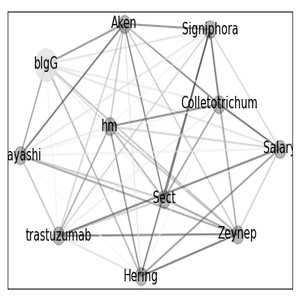 Aken
Signiphora
blgG
Colletotrichum
hm
ayashi
Salary
Sect
trastuzumab
Zeynep
Hering